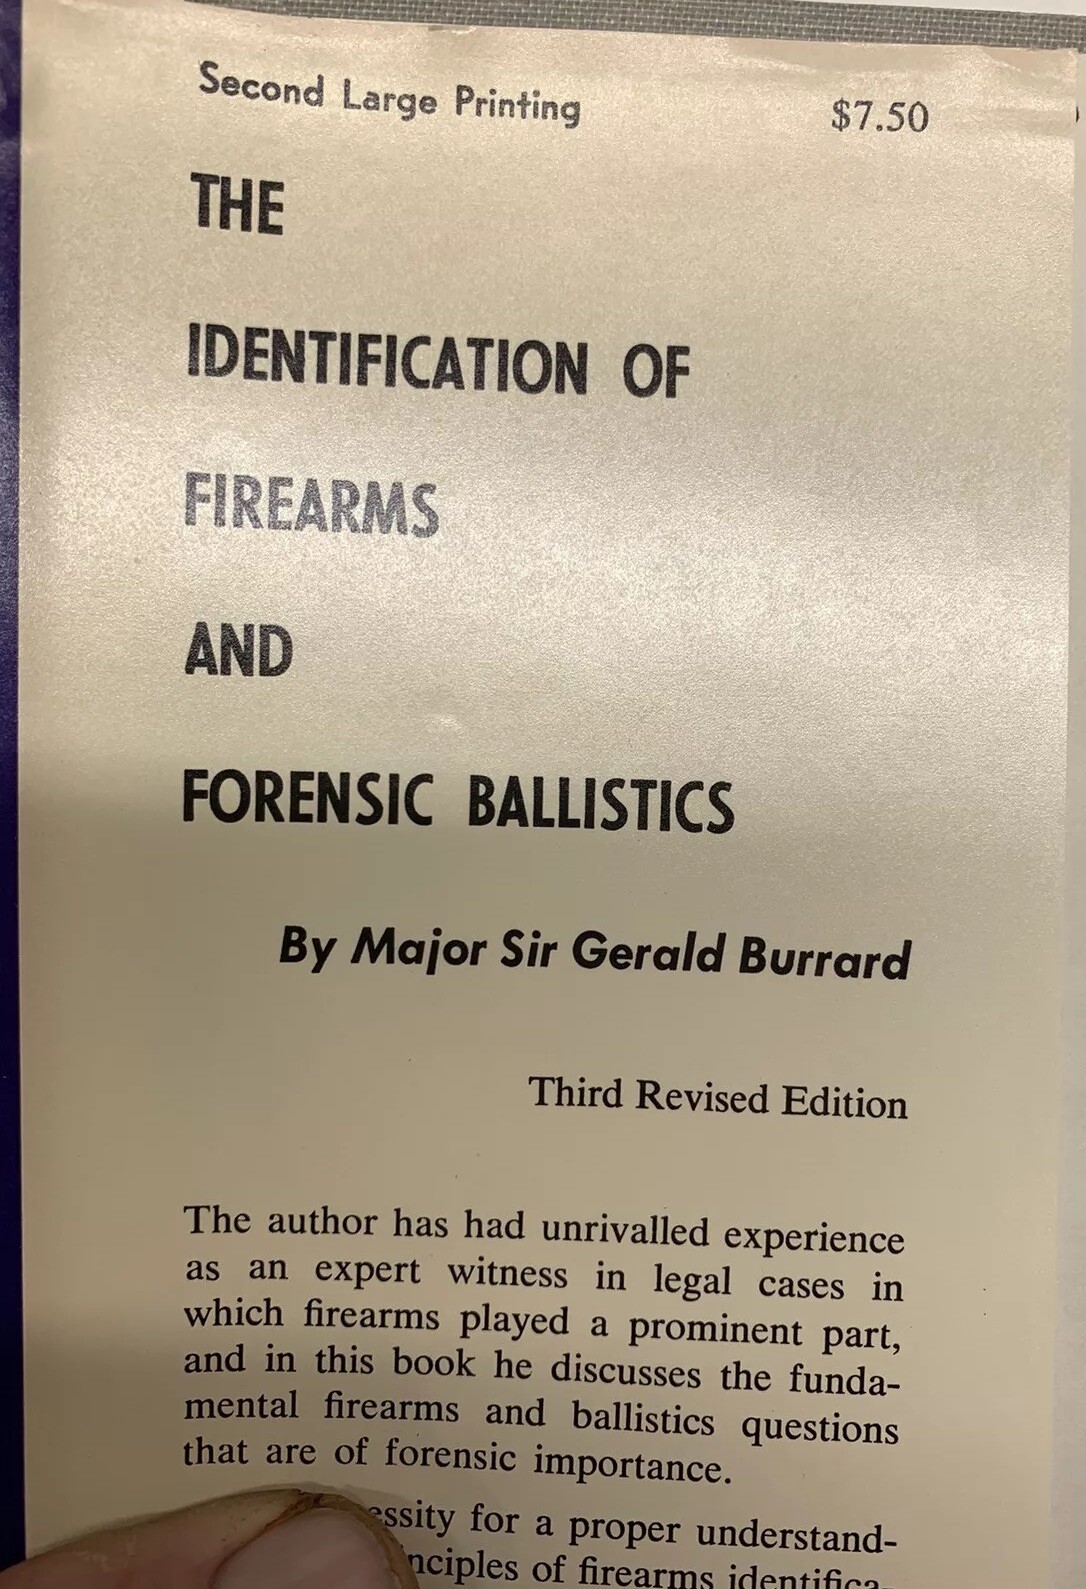 Second Large Printing $7.50
THE
IDENTIFICATION OF
FIREARMS
AND
FORENSIC BALLISTICS
By Major Sir Gerald Burrard
Third Revised Edition
The author has had unrivalled experience
as an expert witness in legal cases in
which firearms played a prominent part,
and in this book he discusses the funda-
mental firearms and ballistics questions
that are of forensic importance.
for a proper understand-
of firearms identifica-